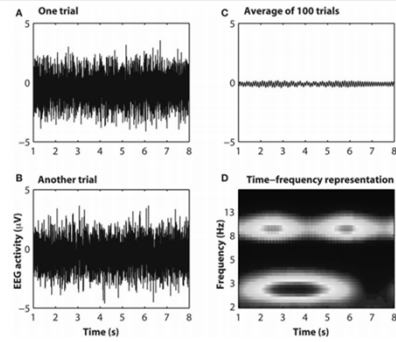 A One trial
5
0
−5
1 2 3 4 5 6 7 8
B Another trial
5
0
−5
EEG activity (μV)
1 2 3 4 5 6 7 8
Time (s)
C Average of 100 trials
5
0
−5
1 2 3 4 5 6 7 8
D Time−frequency representation
13
8
5
3
2
Frequency (Hz)
1 2 3 4 5 6 7 8
Time (s)